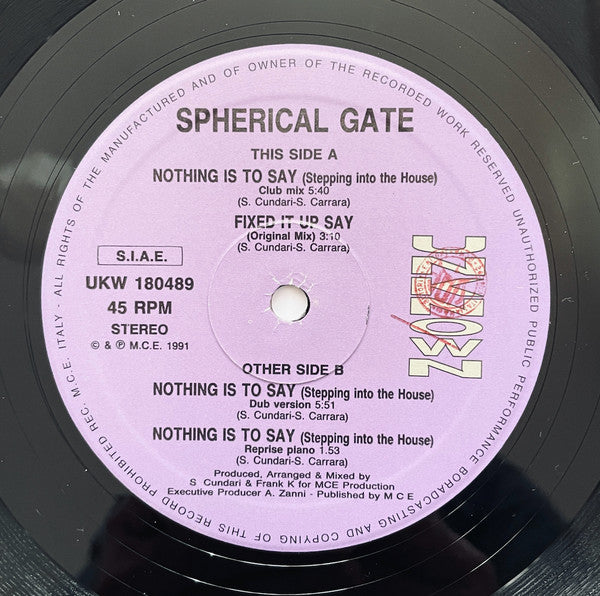 ALL RIGHTS OF THE MANUFACTURED AND OF OWNER OF THE RECORDED WORK RESERVED UNAUTHORIZED PUBLIC PERFORMANCE BORADCASTING AND COPYING OF THIS RECORD PROHIBITED REC. M.C.E. ITALY -
SPHERICAL GATE
THIS SIDE A
NOTHING IS TO SAY (Stepping into the House)
Club mix 5:40
(S. Cundari-S. Carrara)
FIXED IT UP SAY
(Original Mix) 3:10
(S. Cundari-S. Carrara)
S.I.A.E.
UKW 180489
45 RPM
STEREO
© & ℗ M.C.E. 1991
OTHER SIDE B
NOTHING IS TO SAY (Stepping into the House)
Dub version 5:51
(S. Cundari-S. Carrara)
NOTHING IS TO SAY (Stepping into the House)
Reprise piano 1.53
(S. Cundari-S. Carrara)
Produced, Arranged & Mixed by
S Cundari & Frank K for MCE Production
Executive Producer A. Zanni - Published by M C E